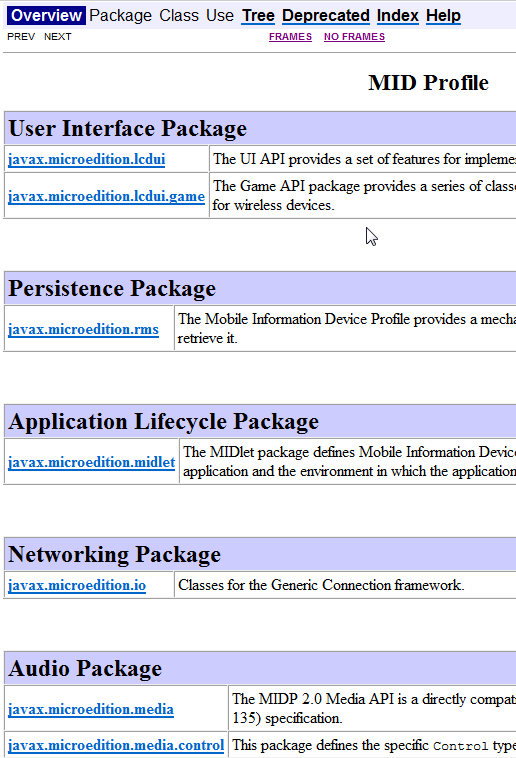 Overview Package Class Use Tree Deprecated Index Help
PREV NEXT FRAMES NO FRAMES
MID Profile
User Interface Package
javax.microedition.lcdui The UI API provides a set of features for impleme
javax.microedition.lcdui.game The Game API package provides a series of class
for wireless devices.
Persistence Package
javax.microedition.rms The Mobile Information Device Profile provides a mecha
retrieve it.
Application Lifecycle Package
javax.microedition.midlet The MIDlet package defines Mobile Information Devic
application and the environment in which the application
Networking Package
javax.microedition.io Classes for the Generic Connection framework.
Audio Package
javax.microedition.media The MIDP 2.0 Media API is a directly compat
135) specification.
javax.microedition.media.control This package defines the specific Control type